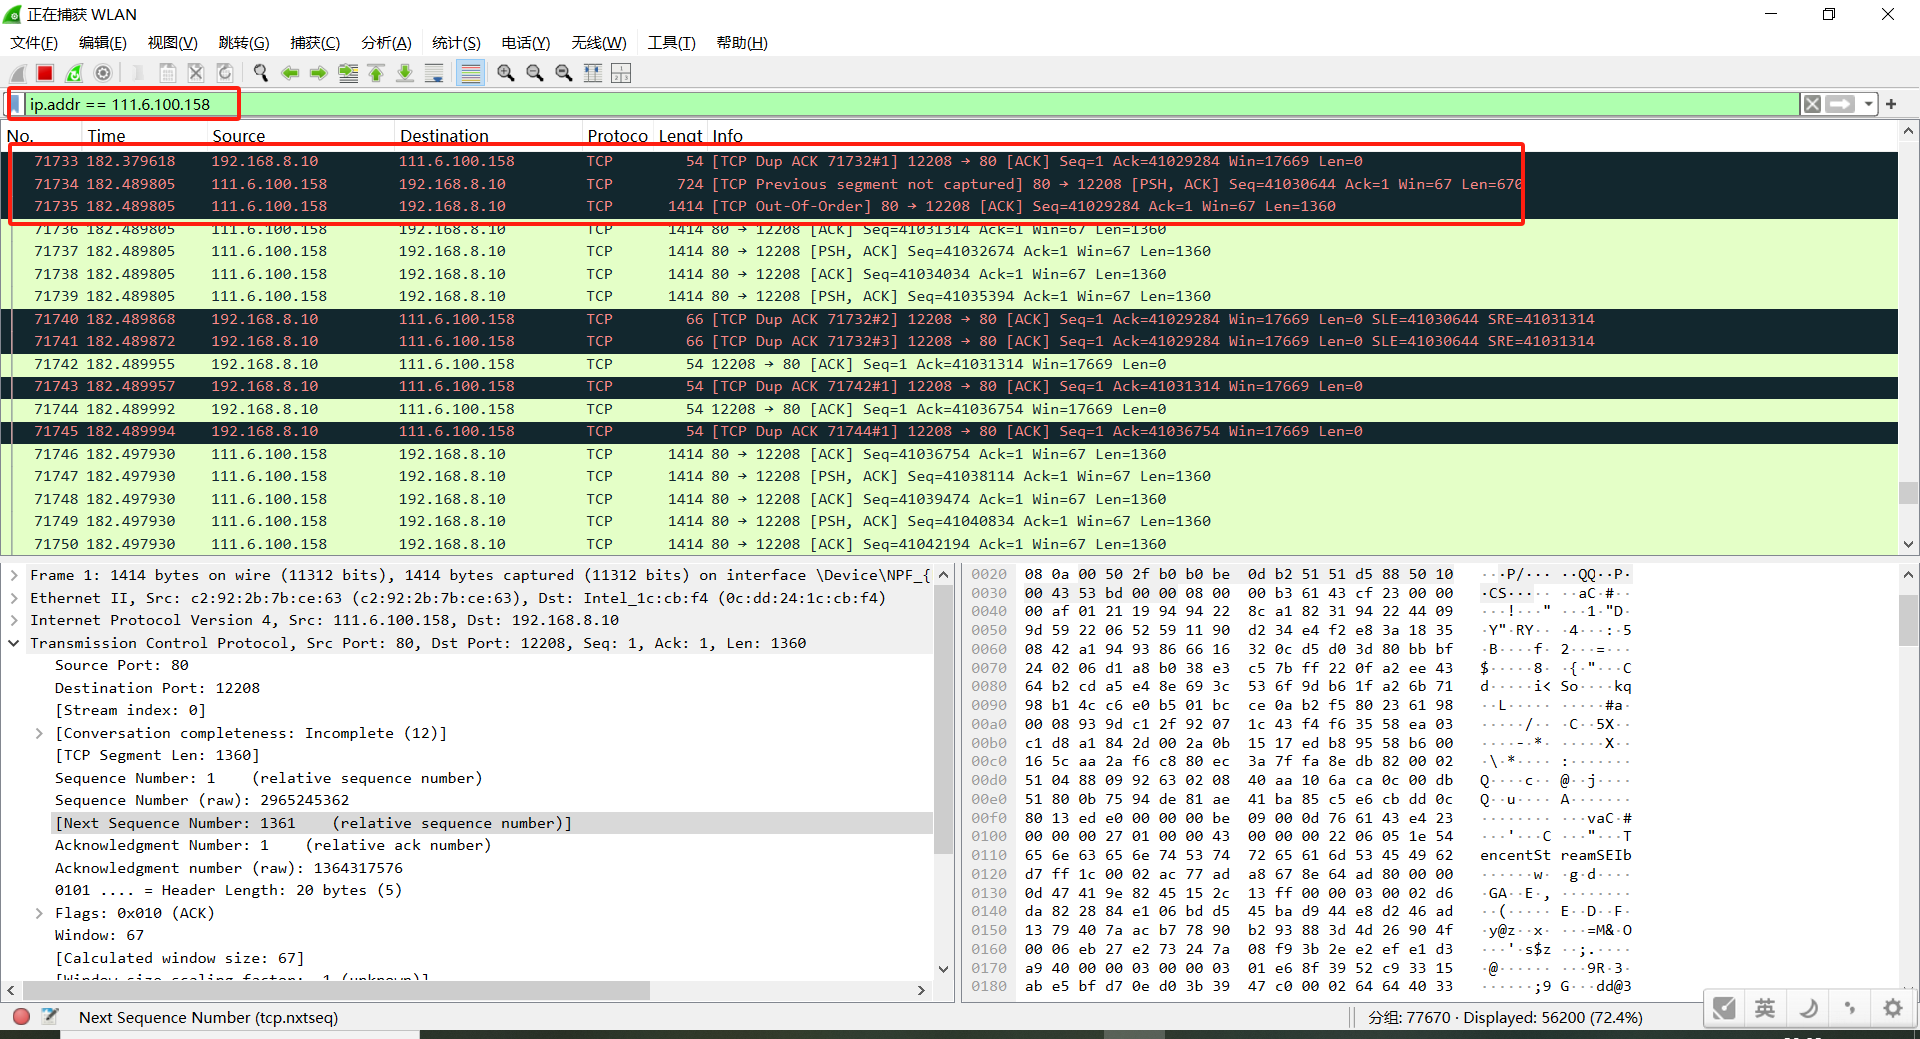 正在捕获 WLAN
文件(F) 编辑(E) 视图(V) 跳转(G) 捕获(C) 分析(A) 统计(S) 电话(Y) 无线(W) 工具(T) 帮助(H)
ip.addr == 111.6.100.158
No. Time Source Destination Protoco Lengt Info
71733 182.379618 192.168.8.10 111.6.100.158 TCP 54 [TCP Dup ACK 71732#1] 12208 → 80 [ACK] Seq=1 Ack=41029284 Win=17669 Len=0
71734 182.489805 111.6.100.158 192.168.8.10 TCP 724 [TCP Previous segment not captured] 80 → 12208 [PSH, ACK] Seq=41030644 Ack=1 Win=67 Len=670
71735 182.489805 111.6.100.158 192.168.8.10 TCP 1414 [TCP Out-Of-Order] 80 → 12208 [ACK] Seq=41029284 Ack=1 Win=67 Len=1360
71736 182.489805 111.6.100.158 192.168.8.10 TCP 1414 80 → 12208 [ACK] Seq=41031314 Ack=1 Win=67 Len=1360
71737 182.489805 111.6.100.158 192.168.8.10 TCP 1414 80 → 12208 [PSH, ACK] Seq=41032674 Ack=1 Win=67 Len=1360
71738 182.489805 111.6.100.158 192.168.8.10 TCP 1414 80 → 12208 [ACK] Seq=41034034 Ack=1 Win=67 Len=1360
71739 182.489805 111.6.100.158 192.168.8.10 TCP 1414 80 → 12208 [PSH, ACK] Seq=41035394 Ack=1 Win=67 Len=1360
71740 182.489868 192.168.8.10 111.6.100.158 TCP 66 [TCP Dup ACK 71732#2] 12208 → 80 [ACK] Seq=1 Ack=41029284 Win=17669 Len=0 SLE=41030644 SRE=41031314
71741 182.489872 192.168.8.10 111.6.100.158 TCP 66 [TCP Dup ACK 71732#3] 12208 → 80 [ACK] Seq=1 Ack=41029284 Win=17669 Len=0 SLE=41030644 SRE=41031314
71742 182.489955 192.168.8.10 111.6.100.158 TCP 54 12208 → 80 [ACK] Seq=1 Ack=41031314 Win=17669 Len=0
71743 182.489957 192.168.8.10 111.6.100.158 TCP 54 [TCP Dup ACK 71742#1] 12208 → 80 [ACK] Seq=1 Ack=41031314 Win=17669 Len=0
71744 182.489992 192.168.8.10 111.6.100.158 TCP 54 12208 → 80 [ACK] Seq=1 Ack=41036754 Win=17669 Len=0
71745 182.489994 192.168.8.10 111.6.100.158 TCP 54 [TCP Dup ACK 71744#1] 12208 → 80 [ACK] Seq=1 Ack=41036754 Win=17669 Len=0
71746 182.497930 111.6.100.158 192.168.8.10 TCP 1414 80 → 12208 [ACK] Seq=41036754 Ack=1 Win=67 Len=1360
71747 182.497930 111.6.100.158 192.168.8.10 TCP 1414 80 → 12208 [PSH, ACK] Seq=41038114 Ack=1 Win=67 Len=1360
71748 182.497930 111.6.100.158 192.168.8.10 TCP 1414 80 → 12208 [ACK] Seq=41039474 Ack=1 Win=67 Len=1360
71749 182.497930 111.6.100.158 192.168.8.10 TCP 1414 80 → 12208 [PSH, ACK] Seq=41040834 Ack=1 Win=67 Len=1360
71750 182.497930 111.6.100.158 192.168.8.10 TCP 1414 80 → 12208 [ACK] Seq=41042194 Ack=1 Win=67 Len=1360
Frame 1: 1414 bytes on wire (11312 bits), 1414 bytes captured (11312 bits) on interface \Device\NPF_{
Ethernet II, Src: c2:92:2b:7b:ce:63 (c2:92:2b:7b:ce:63), Dst: Intel_1c:cb:f4 (0c:dd:24:1c:cb:f4)
Internet Protocol Version 4, Src: 111.6.100.158, Dst: 192.168.8.10
Transmission Control Protocol, Src Port: 80, Dst Port: 12208, Seq: 1, Ack: 1, Len: 1360
Source Port: 80
Destination Port: 12208
[Stream index: 0]
[Conversation completeness: Incomplete (12)]
[TCP Segment Len: 1360]
Sequence Number: 1 (relative sequence number)
Sequence Number (raw): 2965245362
[Next Sequence Number: 1361 (relative sequence number)]
Acknowledgment Number: 1 (relative ack number)
Acknowledgment number (raw): 1364317576
0101 .... = Header Length: 20 bytes (5)
Flags: 0x010 (ACK)
Window: 67
[Calculated window size: 67]
[Window size scaling factor: -1 (unknown)]
0020 08 0a 00 50 2f b0 b0 be 0d b2 51 51 d5 88 50 10 ···P/··· ··QQ··P·
0030 00 43 53 bd 00 00 08 00 00 b3 61 43 cf 23 00 00 ·CS····· ··aC·#··
0040 00 af 01 21 19 94 94 22 8c a1 82 31 94 22 44 09 ···!···" ···1·"D·
0050 9d 59 22 06 52 59 11 90 d2 34 e4 f2 e8 3a 18 35 ·Y"·RY·· ·4···:·5
0060 08 42 a1 94 93 86 66 16 32 0c d5 d0 3d 80 bb bf ·B····f· 2···=···
0070 24 02 06 d1 a8 b0 38 e3 c5 7b ff 22 0f a2 ee 43 $·····8· ·{·"···C
0080 64 b2 cd a5 e4 8e 69 3c 53 6f 9d b6 1f a2 6b 71 d·····i< So····kq
0090 98 b1 4c c6 e0 b5 01 bc ce 0a b2 f5 80 23 61 98 ··L····· ·····#a·
00a0 00 08 93 9d c1 2f 92 07 1c 43 f4 f6 35 58 ea 03 ·····/·· ·C··5X··
00b0 c1 d8 a1 84 2d 00 2a 0b 15 17 ed b8 95 58 b6 00 ····-·*· ·····X··
00c0 16 5c aa 2a f6 c8 80 ec 3a 7f fa 8e db 82 00 02 ·\·*···· :·······
00d0 51 04 88 09 92 63 02 08 40 aa 10 6a ca 0c 00 db Q····c·· @··j····
00e0 51 80 0b 75 94 de 81 ae 41 ba 85 c5 e6 cb dd 0c Q··u···· A·······
00f0 80 13 ed e0 00 00 00 be 09 00 0d 76 61 43 e4 23 ········ ···vaC·#
0100 00 00 00 27 01 00 00 43 00 00 00 22 06 05 1e 54 ···'···C ···"···T
0110 65 6e 63 65 6e 74 53 74 72 65 61 6d 53 45 49 62 encentSt reamSEIb
0120 d7 ff 1c 00 02 ac 77 ad a8 67 8e 64 ad 80 00 00 ······w· ·g·d····
0130 0d 47 41 9e 82 45 15 2c 13 ff 00 00 03 00 02 d6 ·GA··E·, ········
0140 da 82 28 84 e1 06 bd d5 45 ba d9 44 e8 d2 46 ad ··(····· E··D··F·
0150 13 79 40 7a ac b7 78 90 b2 93 88 3d 4d 26 90 4f ·y@z··x· ···=M&·O
0160 00 06 eb 27 e2 73 24 7a 08 f9 3b 2e e2 ef e1 d3 ···'·s$z ··;.····
0170 a9 40 00 00 03 00 00 03 01 e6 8f 39 52 c9 33 15 ·@······ ···9R·3·
0180 ab e5 bf d7 0e d0 3b 39 47 c0 00 02 64 64 40 33 ······;9 G···dd@3
英
Next Sequence Number (tcp.nxtseq)
分组: 77670 · Displayed: 56200 (72.4%)